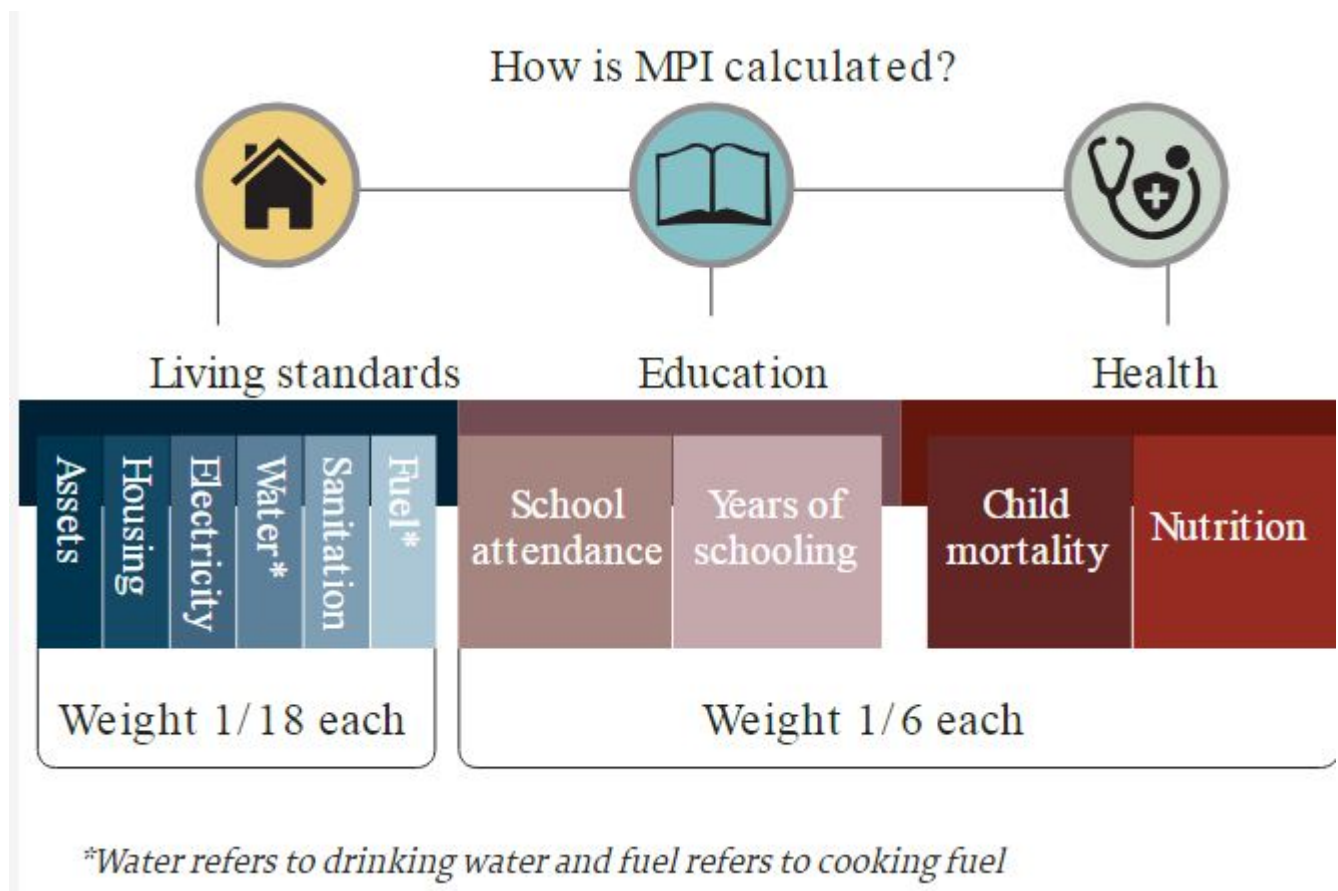 How is MPI calculated?
Living standards
Education
Health
Assets
Housing
Electricity
Water*
Sanitation
Fuel*
School
attendance
Years of
schooling
Child
mortality
Nutrition
Weight 1/18 each
Weight 1/6 each
*Water refers to drinking water and fuel refers to cooking fuel